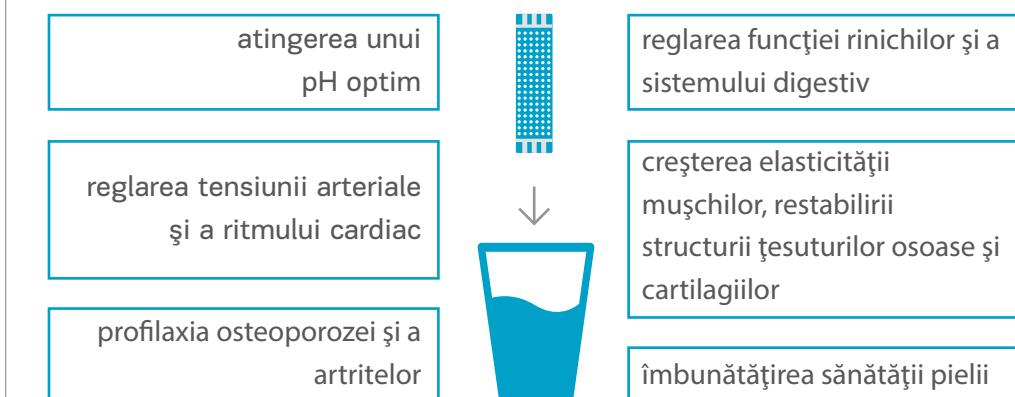 atingerea unui
pH optim
reglarea tensiunii arteriale
şi a ritmului cardiac
profilaxia osteoporozei şi a
artritelor
reglarea funcţiei rinichilor şi a
sistemului digestiv
creşterea elasticităţii
muşchilor, restabilirii
structurii ţesuturilor osoase şi
cartilagiilor
îmbunătăţirea sănătăţii pielii